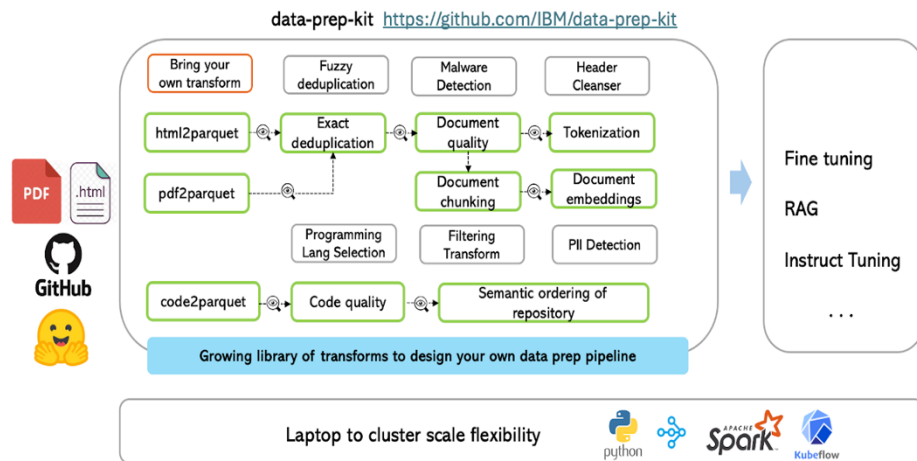 data-prep-kit https://github.com/IBM/data-prep-kit
Bring your
own transform
Fuzzy
deduplication
Malware
Detection
Header
Cleanser
html2parquet
Exact
deduplication
Document
quality
Tokenization
pdf2parquet
Document
chunking
Document
embeddings
Programming
Lang Selection
Filtering
Transform
PII Detection
code2parquet
Code quality
Semantic ordering of
repository
Growing library of transforms to design your own data prep pipeline
PDF
.html
GitHub
Fine tuning
RAG
Instruct Tuning
...
Laptop to cluster scale flexibility
python
APACHE
Spark
Kubeflow